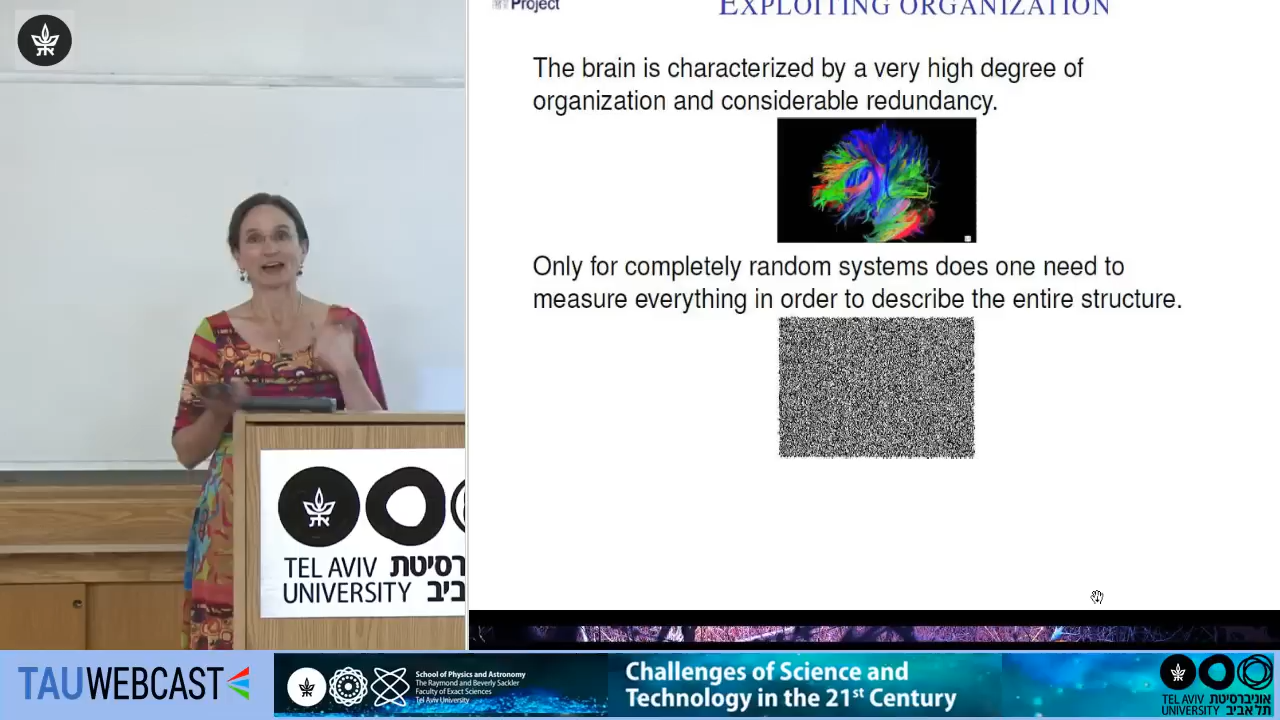 Project
EXPLOITING ORGANIZATION
The brain is characterized by a very high degree of
organization and considerable redundancy.
Only for completely random systems does one need to
measure everything in order to describe the entire structure.
TEL AVIV
UNIVERSITY
TAUWEBCAST
School of Physics and Astronomy
The Raymond and Beverly Sackler
Faculty of Exact Sciences
Tel Aviv University
Challenges of Science and
Technology in the 21st Century
TEL AVIV אוניברסיטת
UNIVERSITY תל אביב